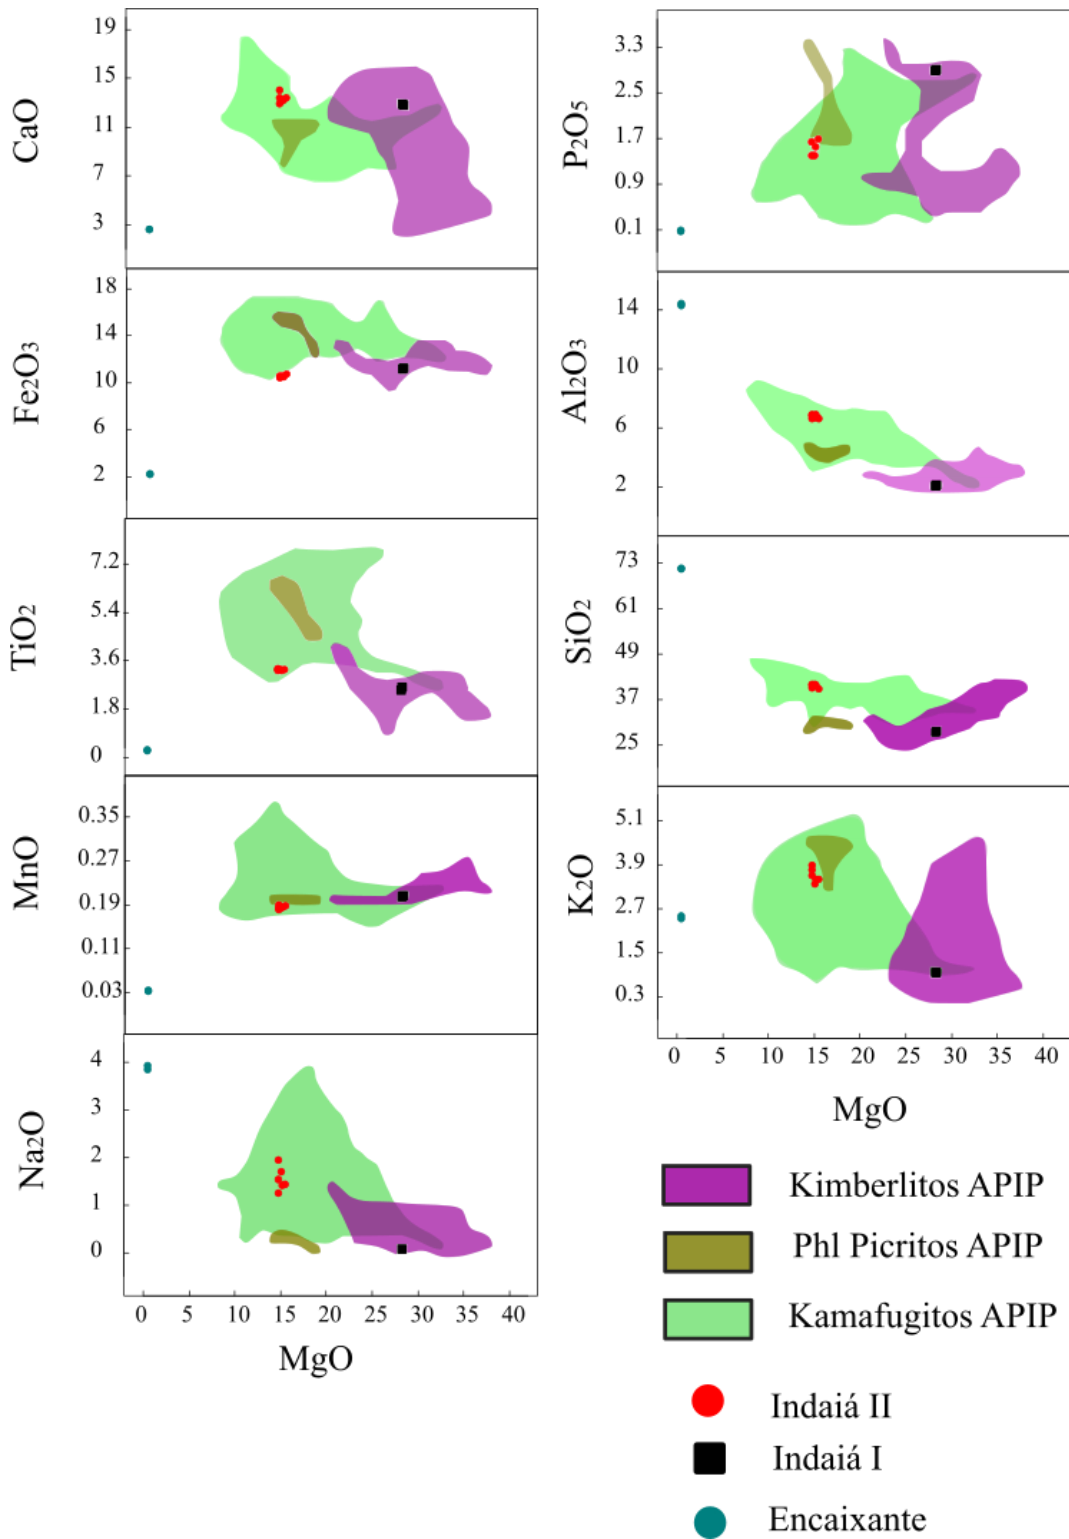 CaO
19
15
11
7
3
Fe2O3
18
14
10
6
2
TiO2
7.2
5.4
3.6
1.8
0
MnO
0.35
0.27
0.19
0.11
0.03
Na2O
4
3
2
1
0
0 5 10 15 20 25 30 35 40
MgO
P2O5
3.3
2.5
1.7
0.9
0.1
Al2O3
14
10
6
2
SiO2
73
61
49
37
25
K2O
5.1
3.9
2.7
1.5
0.3
0 5 10 15 20 25 30 35 40
MgO
Kimberlitos APIP
Phl Picritos APIP
Kamafugitos APIP
Indaiá II
Indaiá I
Encaixante